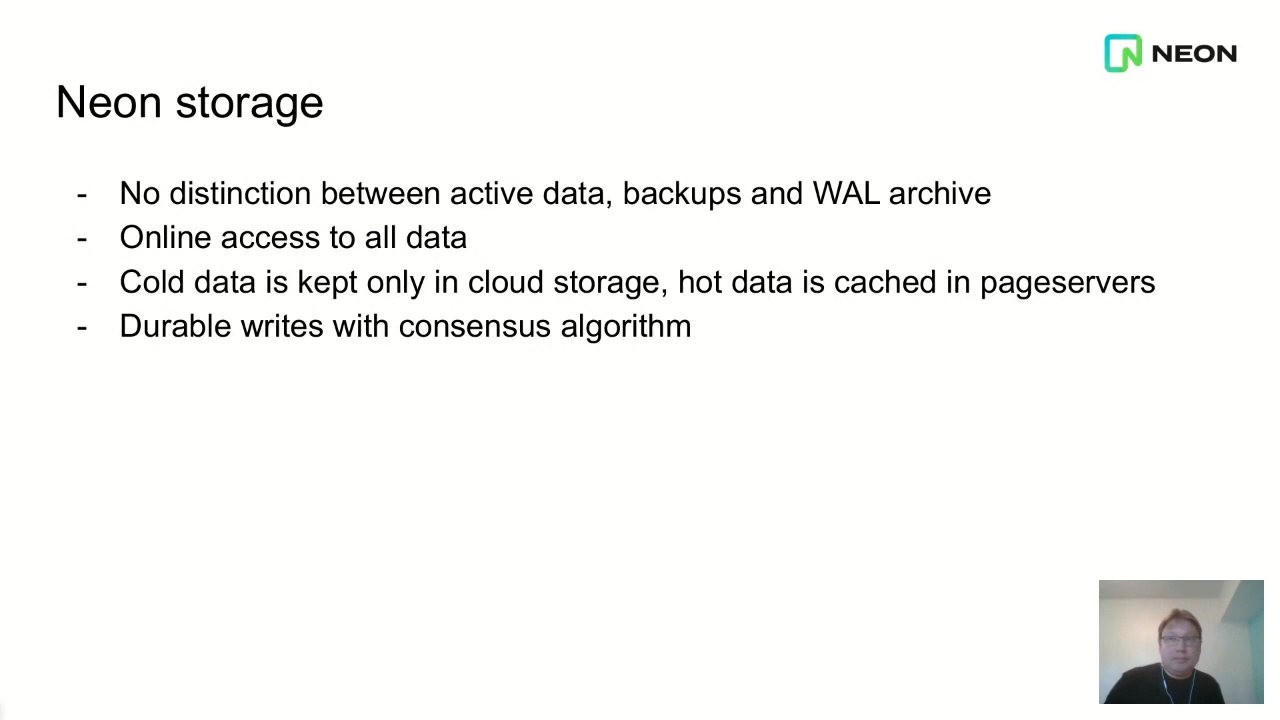 NEON
Neon storage
- No distinction between active data, backups and WAL archive
- Online access to all data
- Cold data is kept only in cloud storage, hot data is cached in pageservers
- Durable writes with consensus algorithm